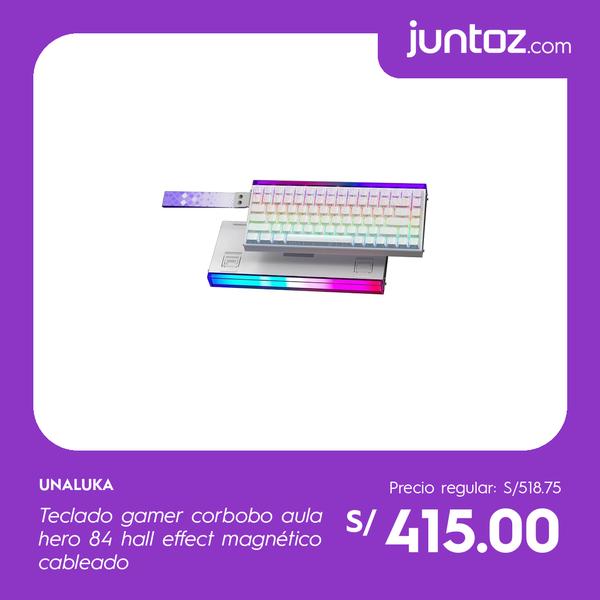 juntoz.com
UNALUKA
Teclado gamer corbobo aula
hero 84 hall effect magnético
cableado
Precio regular: S/518.75
S/ 415.00